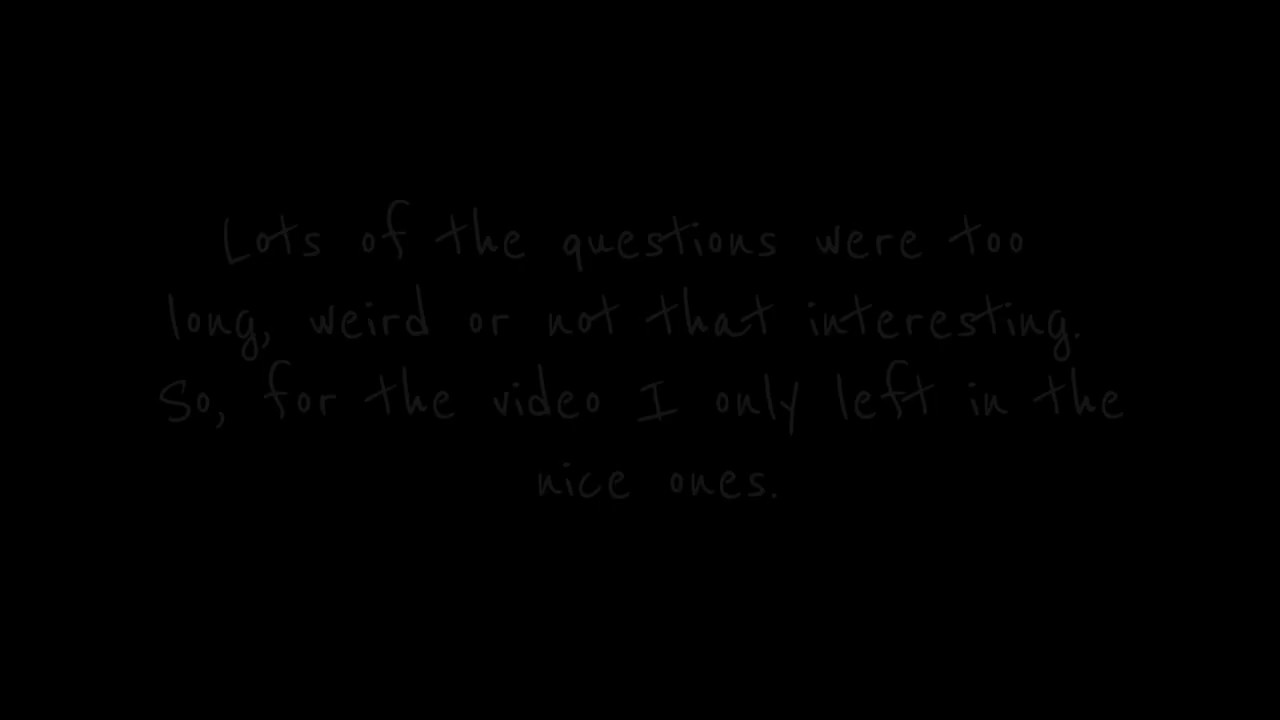 Lots of the questions were too
long, weird or not that interesting.
So, for the video I only left in the
nice ones.